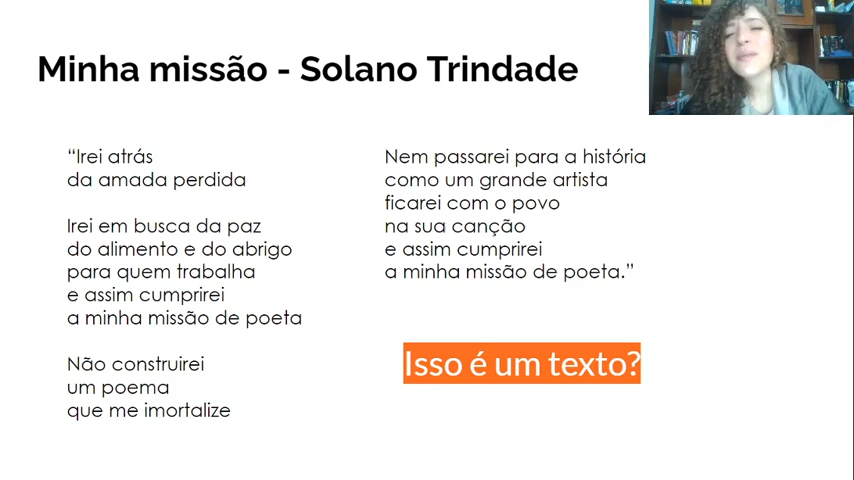 Minha missão - Solano Trindade
“Irei atrás
da amada perdida
Irei em busca da paz
do alimento e do abrigo
para quem trabalha
e assim cumprirei
a minha missão de poeta
Não construirei
um poema
que me imortalize
Nem passarei para a história
como um grande artista
ficarei com o povo
na sua canção
e assim cumprirei
a minha missão de poeta.”
Isso é um texto?